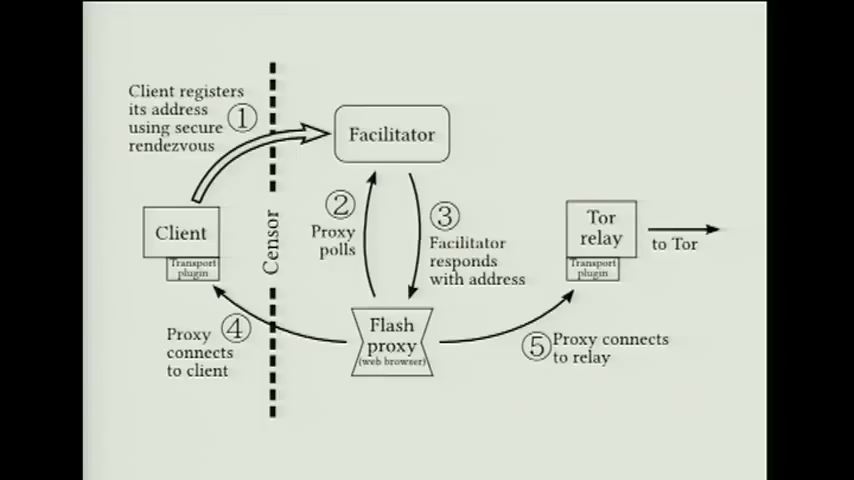 Client registers
its address
using secure
rendezvous
1
Facilitator
2
Proxy
polls
3
Facilitator
responds
with address
Client
Transport
plugin
Censor
Tor
relay
Transport
plugin
to Tor
4
Proxy
connects
to client
Flash
proxy
(web browser)
5
Proxy connects
to relay